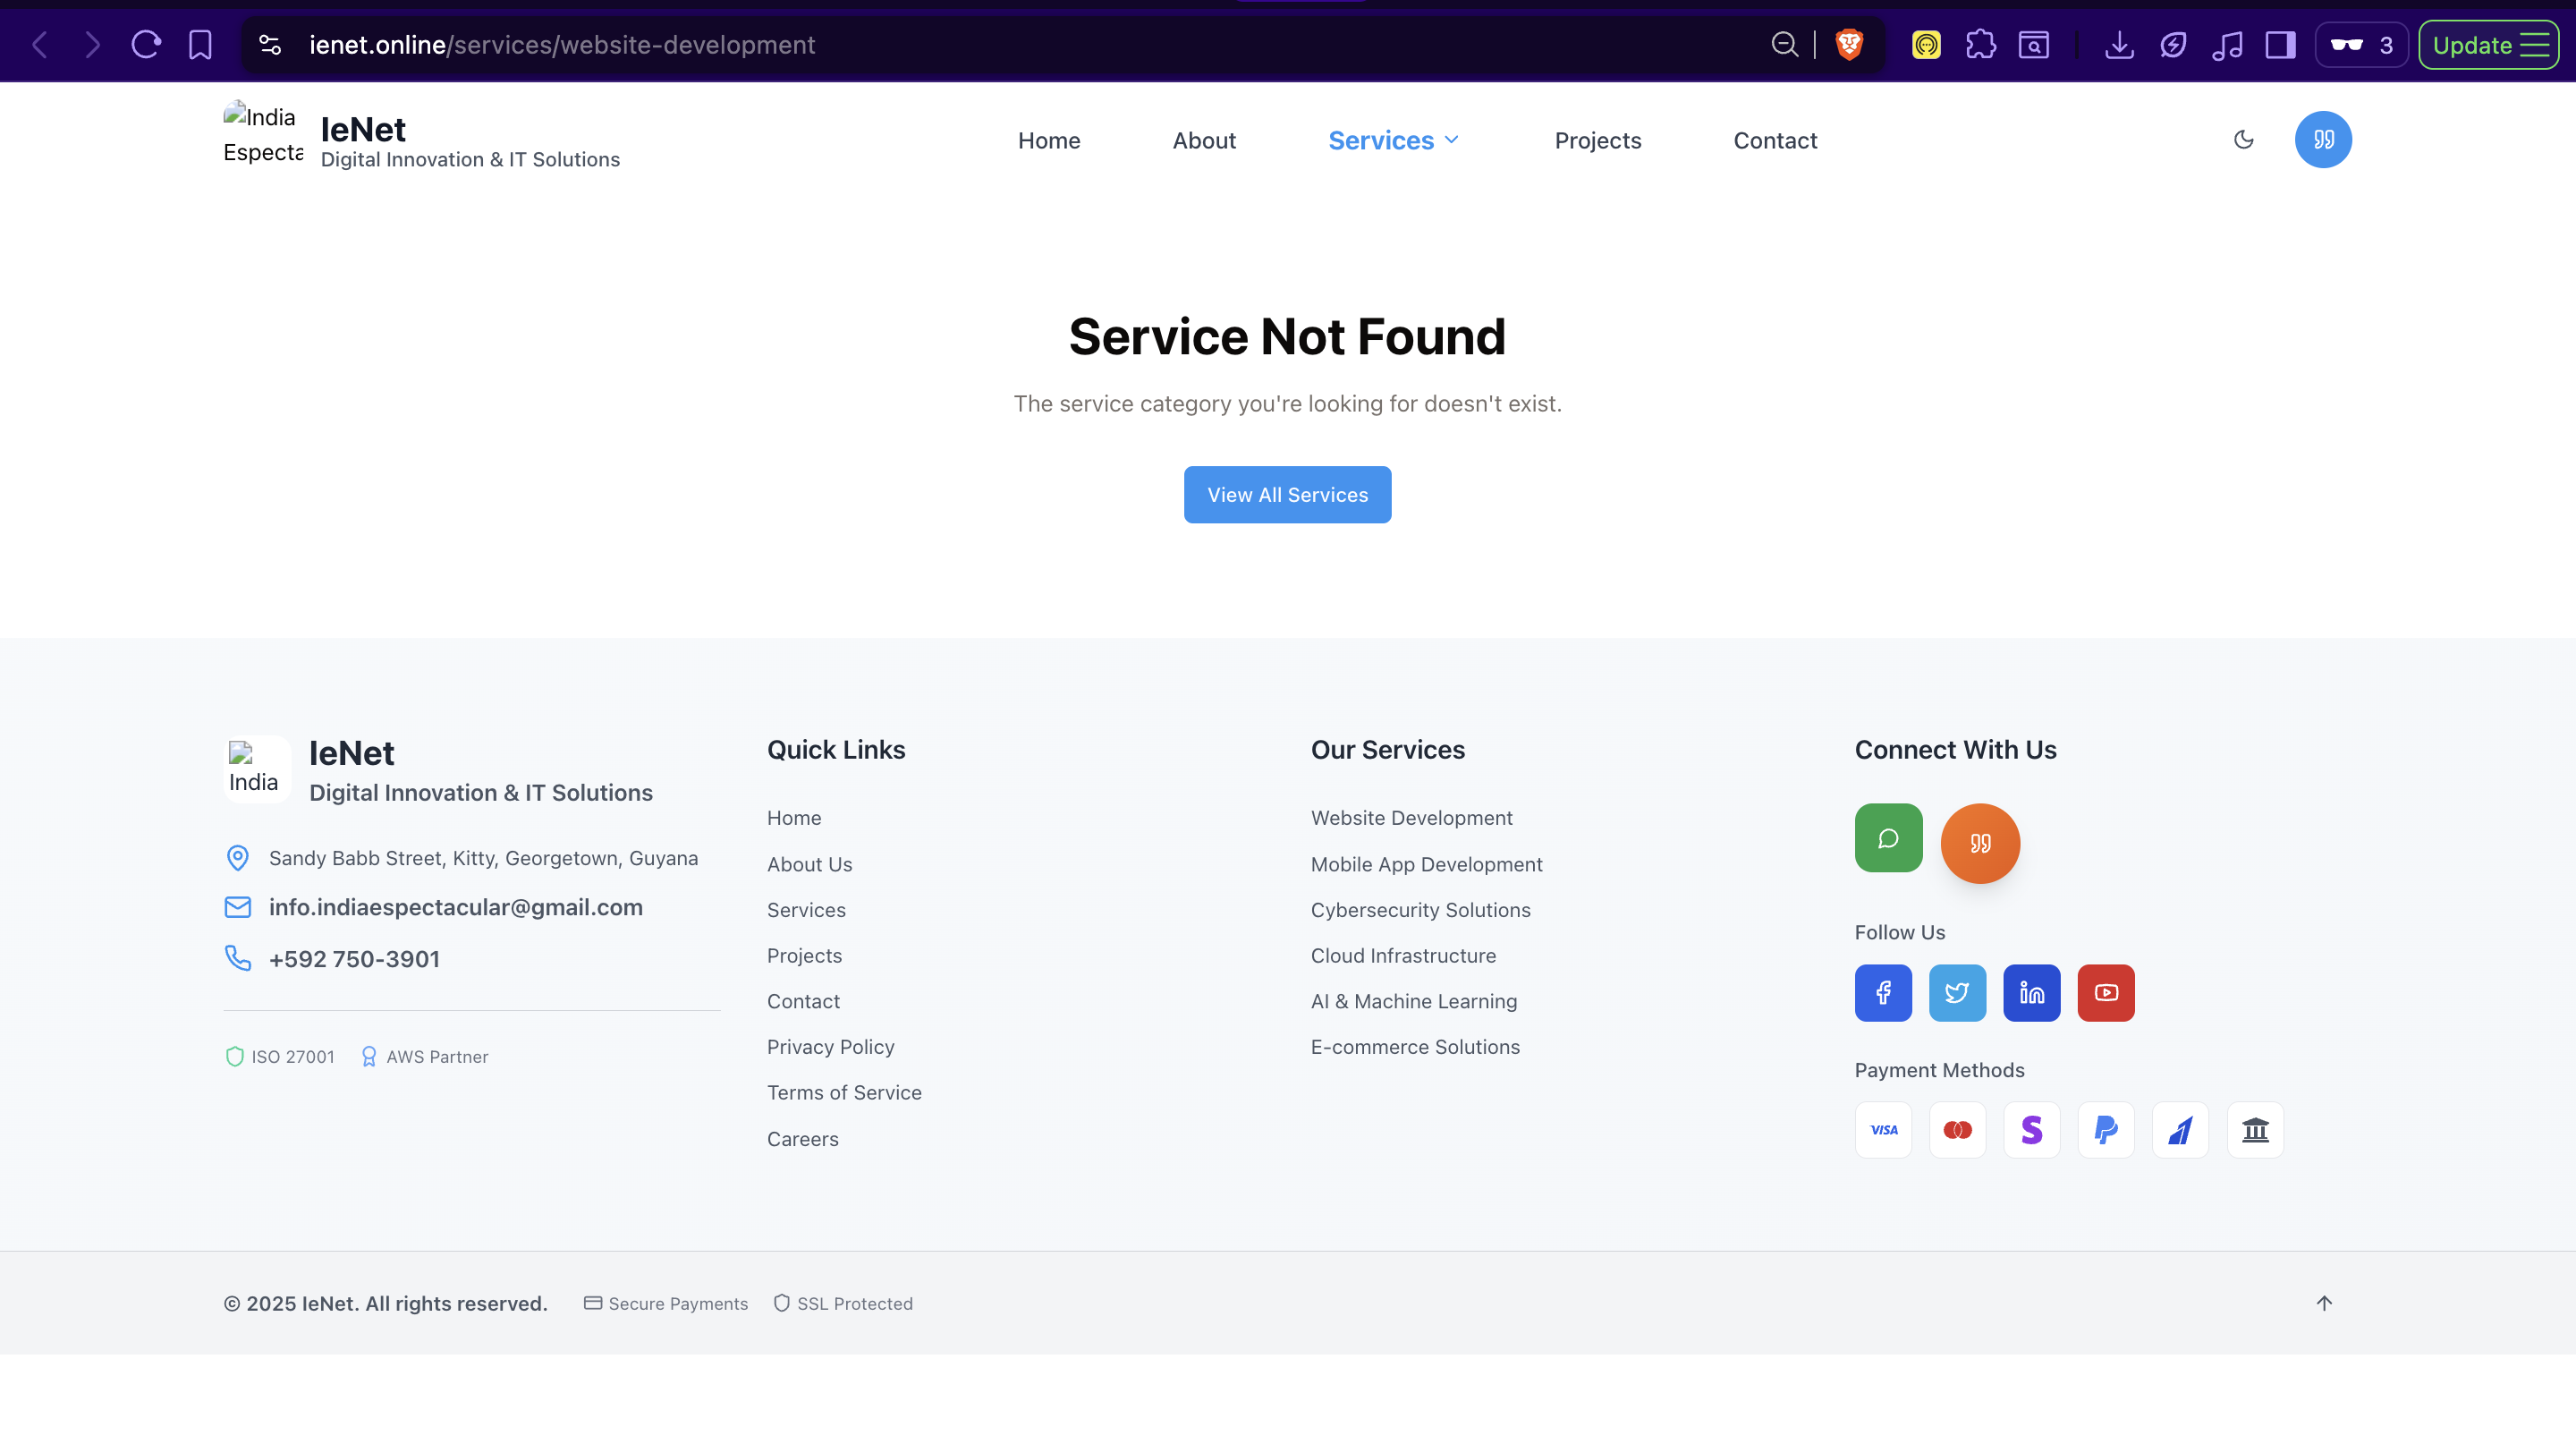 ienet.online/services/website-development
3
Update
India Especta
IeNet
Digital Innovation & IT Solutions
Home
About
Services
Projects
Contact
Service Not Found
The service category you're looking for doesn't exist.
View All Services
India
IeNet
Digital Innovation & IT Solutions
Sandy Babb Street, Kitty, Georgetown, Guyana
info.indiaespectacular@gmail.com
+592 750-3901
ISO 27001
AWS Partner
Quick Links
Home
About Us
Services
Projects
Contact
Privacy Policy
Terms of Service
Careers
Our Services
Website Development
Mobile App Development
Cybersecurity Solutions
Cloud Infrastructure
AI & Machine Learning
E-commerce Solutions
Connect With Us
Follow Us
Payment Methods
VISA
© 2025 IeNet. All rights reserved.
Secure Payments
SSL Protected